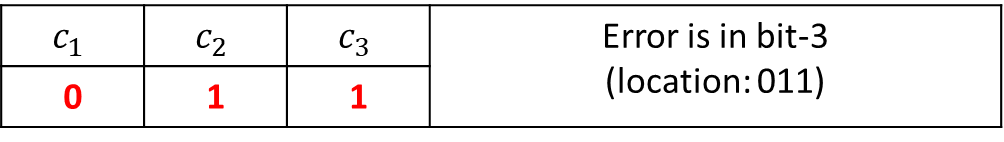 c₁ c₂ c₃ Error is in bit-3
0 1 1 (location: 011)